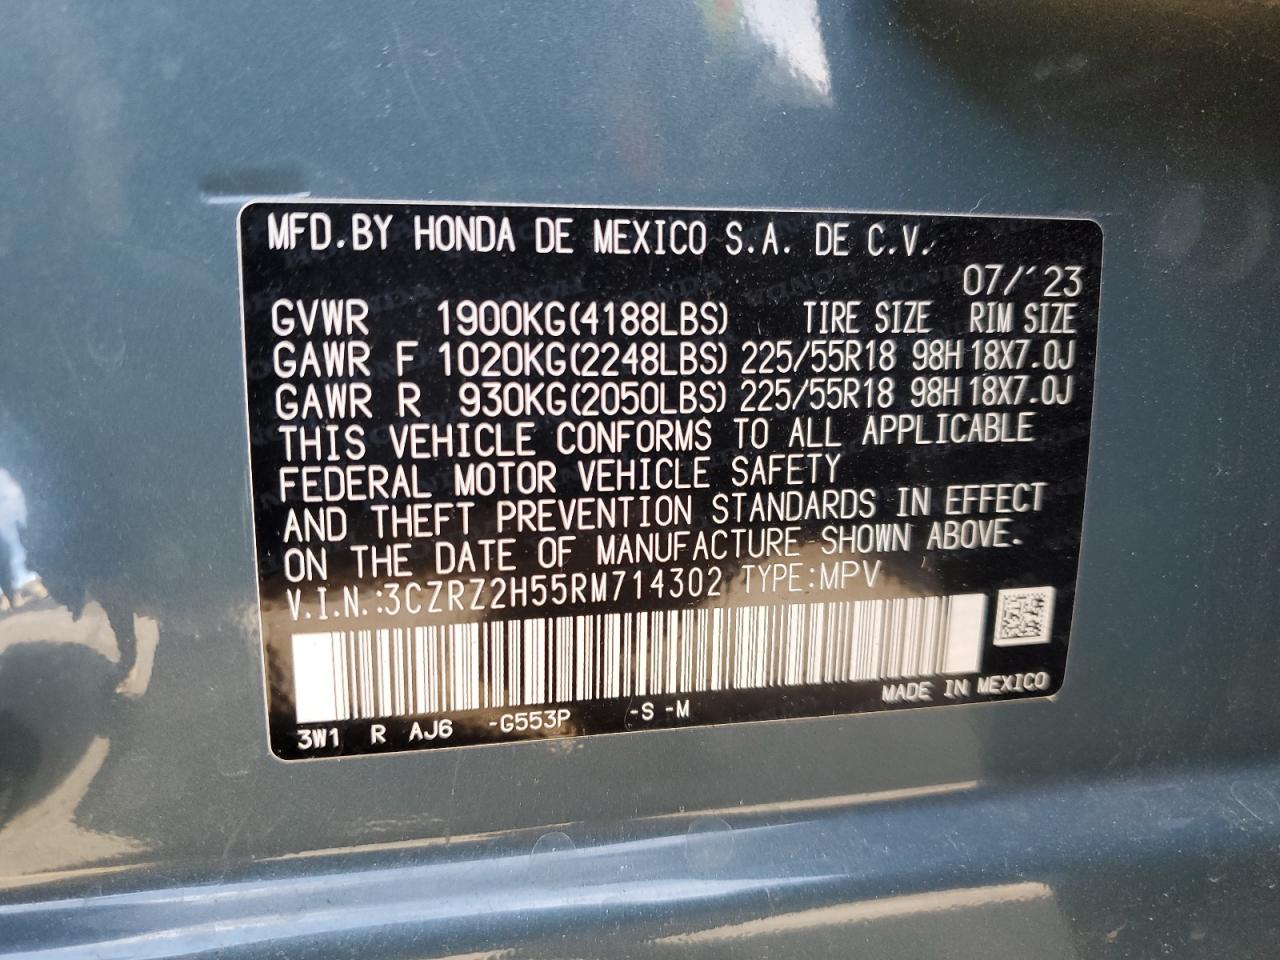 MFD.BY HONDA DE MEXICO S.A. DE C.V.
07/´23
GVWR 1900KG(4188LBS) TIRE SIZE RIM SIZE
GAWR F 1020KG(2248LBS) 225/55R18 98H 18X7.0J
GAWR R 930KG(2050LBS) 225/55R18 98H 18X7.0J
THIS VEHICLE CONFORMS TO ALL APPLICABLE
FEDERAL MOTOR VEHICLE SAFETY
AND THEFT PREVENTION STANDARDS IN EFFECT
ON THE DATE OF MANUFACTURE SHOWN ABOVE.
V.I.N.:3CZRZ2H55RM714302 TYPE:MPV
MADE IN MEXICO
3W1 R AJ6 -G553P -S -M